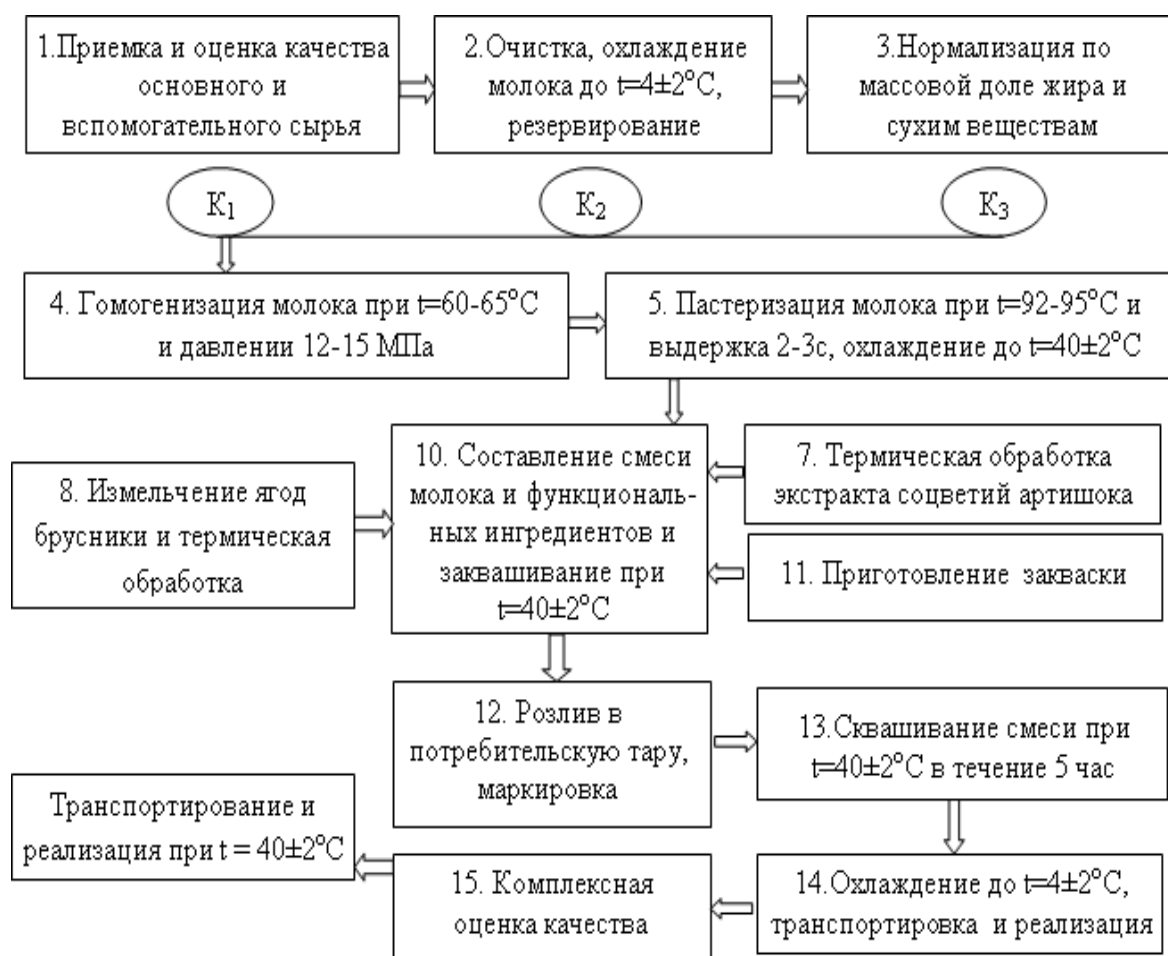 1.Приемка и оценка качества
основного и
вспомогательного сырья
2.Очистка, охлаждение
молока до t=4±2°С,
резервирование
3.Нормализация по
массовой доле жира и
сухим веществам
К1
К2
К3
4. Гомогенизация молока при t=60-65°С
и давлении 12-15 МПа
5. Пастеризация молока при t=92-95°С и
выдержка 2-3с, охлаждение до t=40±2°С
8. Измельчение ягод
брусники и термическая
обработка
10. Составление смеси
молока и функциональ-
ных ингредиентов и
заквашивание при
t=40±2°С
7. Термическая обработка
экстракта соцветий артишока
11. Приготовление закваски
12. Розлив в
потребительскую тару,
маркировка
13.Сквашивание смеси при
t=40±2°С в течение 5 час
Транспортирование и
реализация при t = 40±2°С
15. Комплексная
оценка качества
14.Охлаждение до t=4±2°С,
транспортировка и реализация